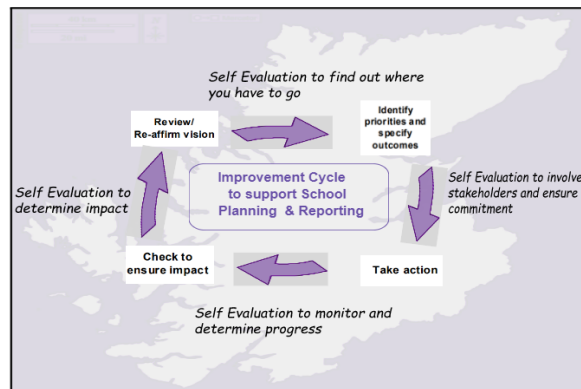 Self Evaluation to find out where
you have to go
Review/
Re-affirm vision
Identify
priorities and
specify
outcomes
Improvement Cycle
to support School
Planning & Reporting
Self Evaluation to
determine impact
Self Evaluation to involve
stakeholders and ensure
commitment
Check to
ensure impact
Take action
Self Evaluation to monitor and
determine progress